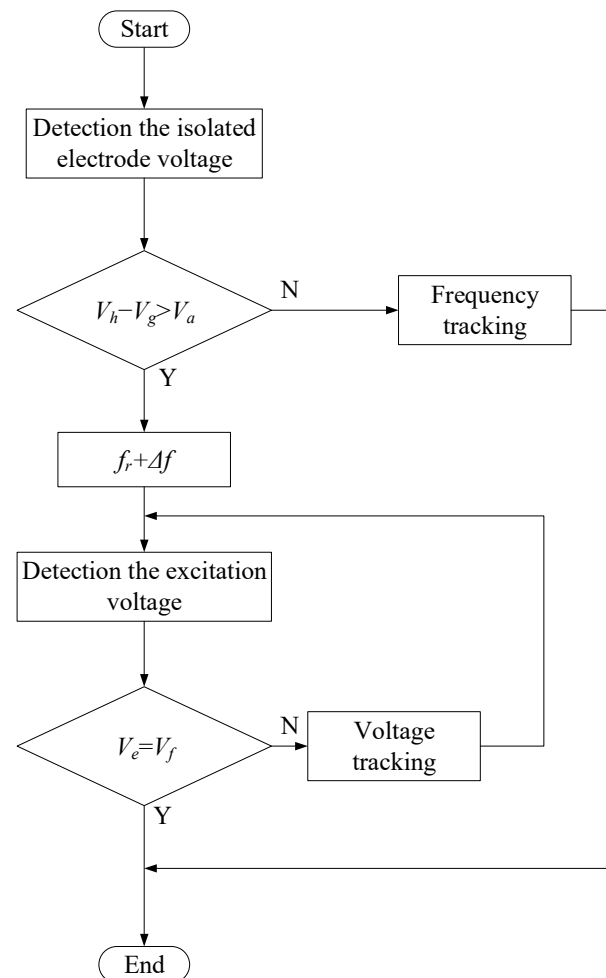 Start
Detection the isolated
electrode voltage
V_h−V_g>V_a
N
Frequency
tracking
Y
f_r+Δf
Detection the excitation
voltage
V_e=V_f
N
Voltage
tracking
Y
End